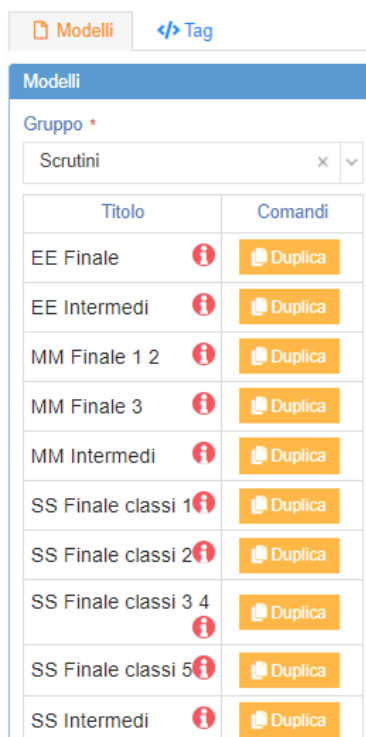 Modelli </> Tag
Modelli
Gruppo *
Scrutini
Titolo Comandi
EE Finale Duplica
EE Intermedi Duplica
MM Finale 1 2 Duplica
MM Finale 3 Duplica
MM Intermedi Duplica
SS Finale classi 1 Duplica
SS Finale classi 2 Duplica
SS Finale classi 3 4 Duplica
SS Finale classi 5 Duplica
SS Intermedi Duplica